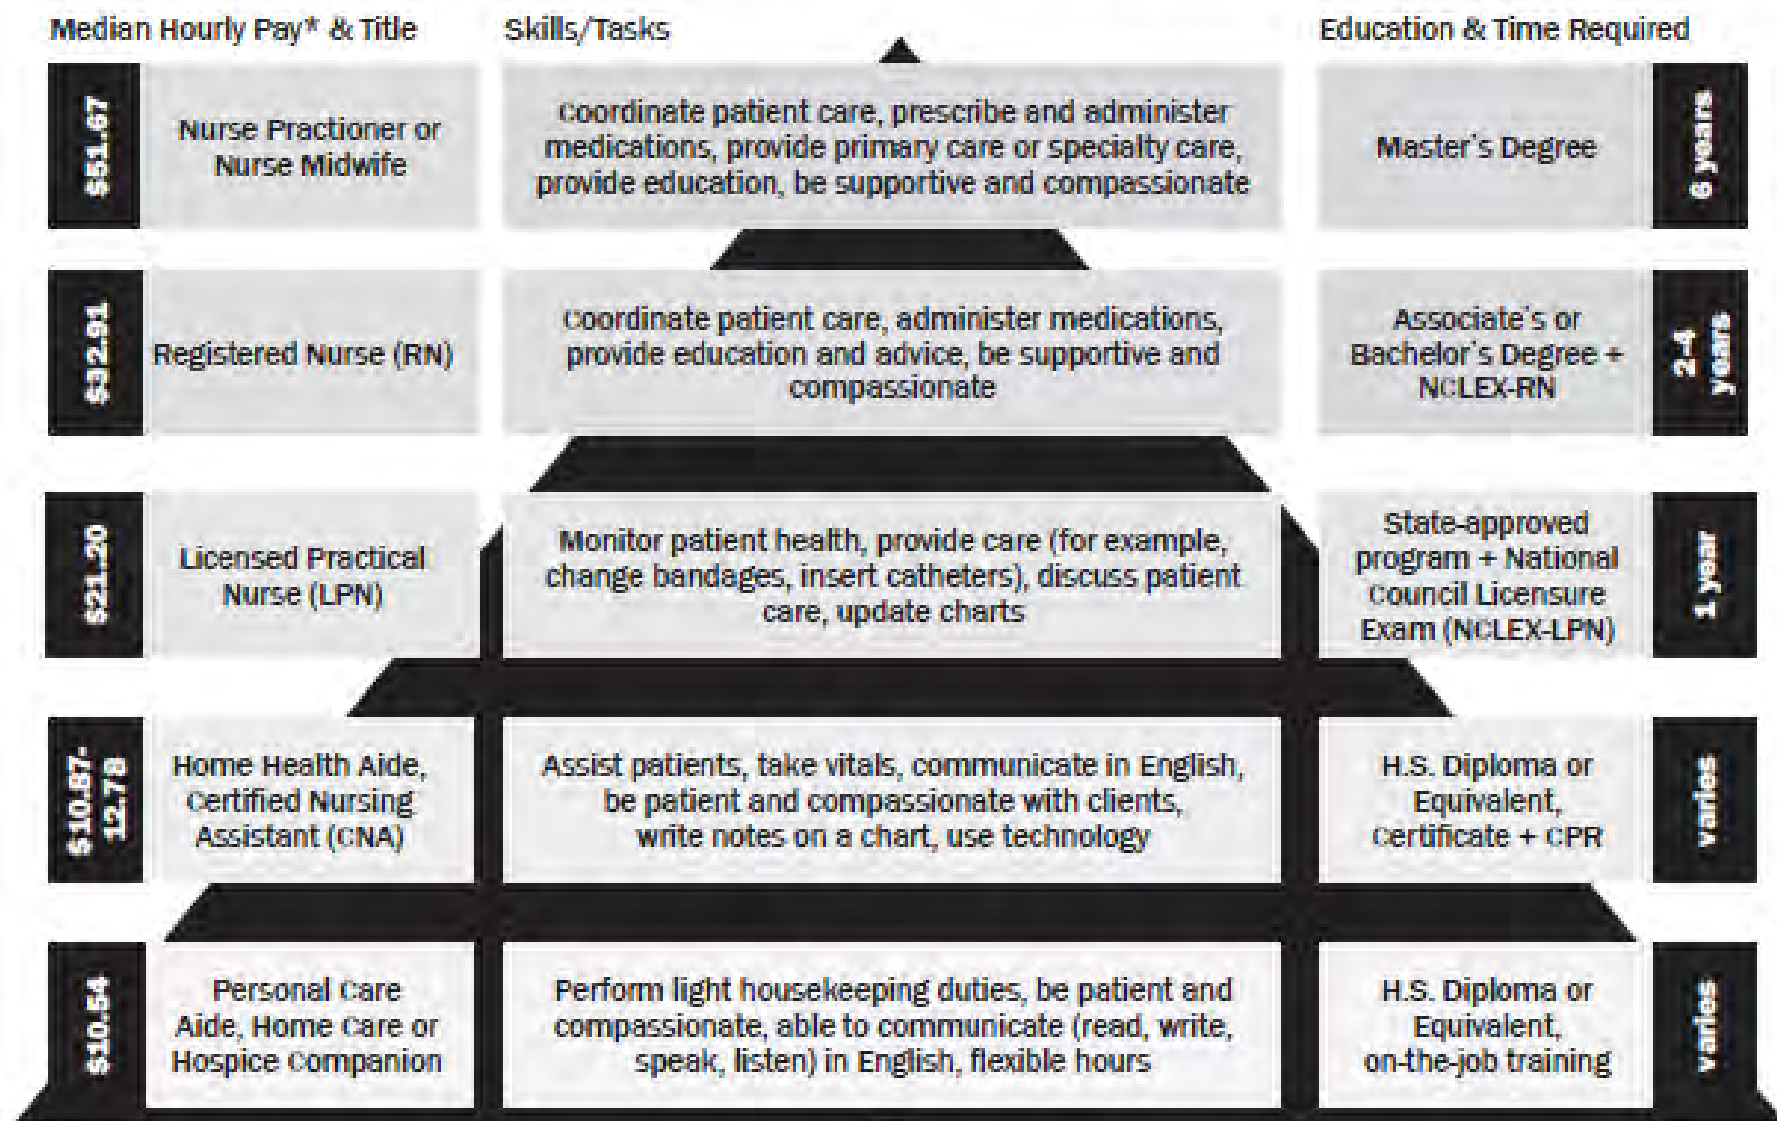 Median Hourly Pay* & Title
Skills/Tasks
Education & Time Required
$51.67
Nurse Practioner or
Nurse Midwife
Coordinate patient care, prescribe and administer
medications, provide primary care or specialty care,
provide education, be supportive and compassionate
Master's Degree
6 years
$32.91
Registered Nurse (RN)
Coordinate patient care, administer medications,
provide education and advice, be supportive and
compassionate
Associate's or
Bachelor's Degree +
NCLEX-RN
2-4
years
$21.20
Licensed Practical
Nurse (LPN)
Monitor patient health, provide care (for example,
change bandages, insert catheters), discuss patient
care, update charts
State-approved
program + National
Council Licensure
Exam (NCLEX-LPN)
1 year
$10.87-
12.78
Home Health Aide,
Certified Nursing
Assistant (CNA)
Assist patients, take vitals, communicate in English,
be patient and compassionate with clients,
write notes on a chart, use technology
H.S. Diploma or
Equivalent,
Certificate + CPR
varies
$10.54
Personal Care
Aide, Home Care or
Hospice Companion
Perform light housekeeping duties, be patient and
compassionate, able to communicate (read, write,
speak, listen) in English, flexible hours
H.S. Diploma or
Equivalent,
on-the-job training
varies